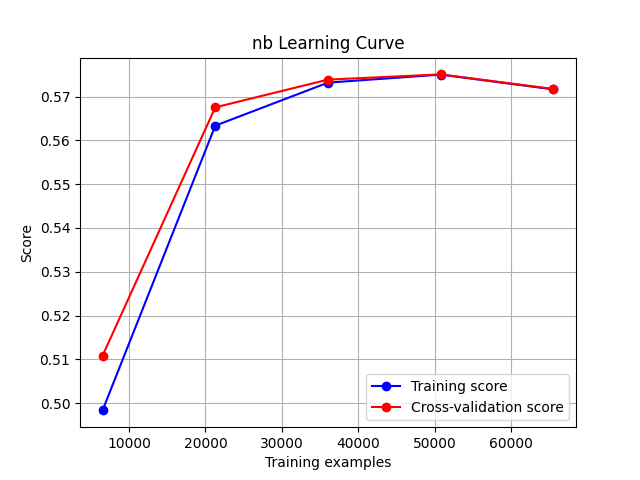 nb Learning Curve
Score
0.57
0.56
0.55
0.54
0.53
0.52
0.51
0.50
Training score
Cross-validation score
10000 20000 30000 40000 50000 60000
Training examples